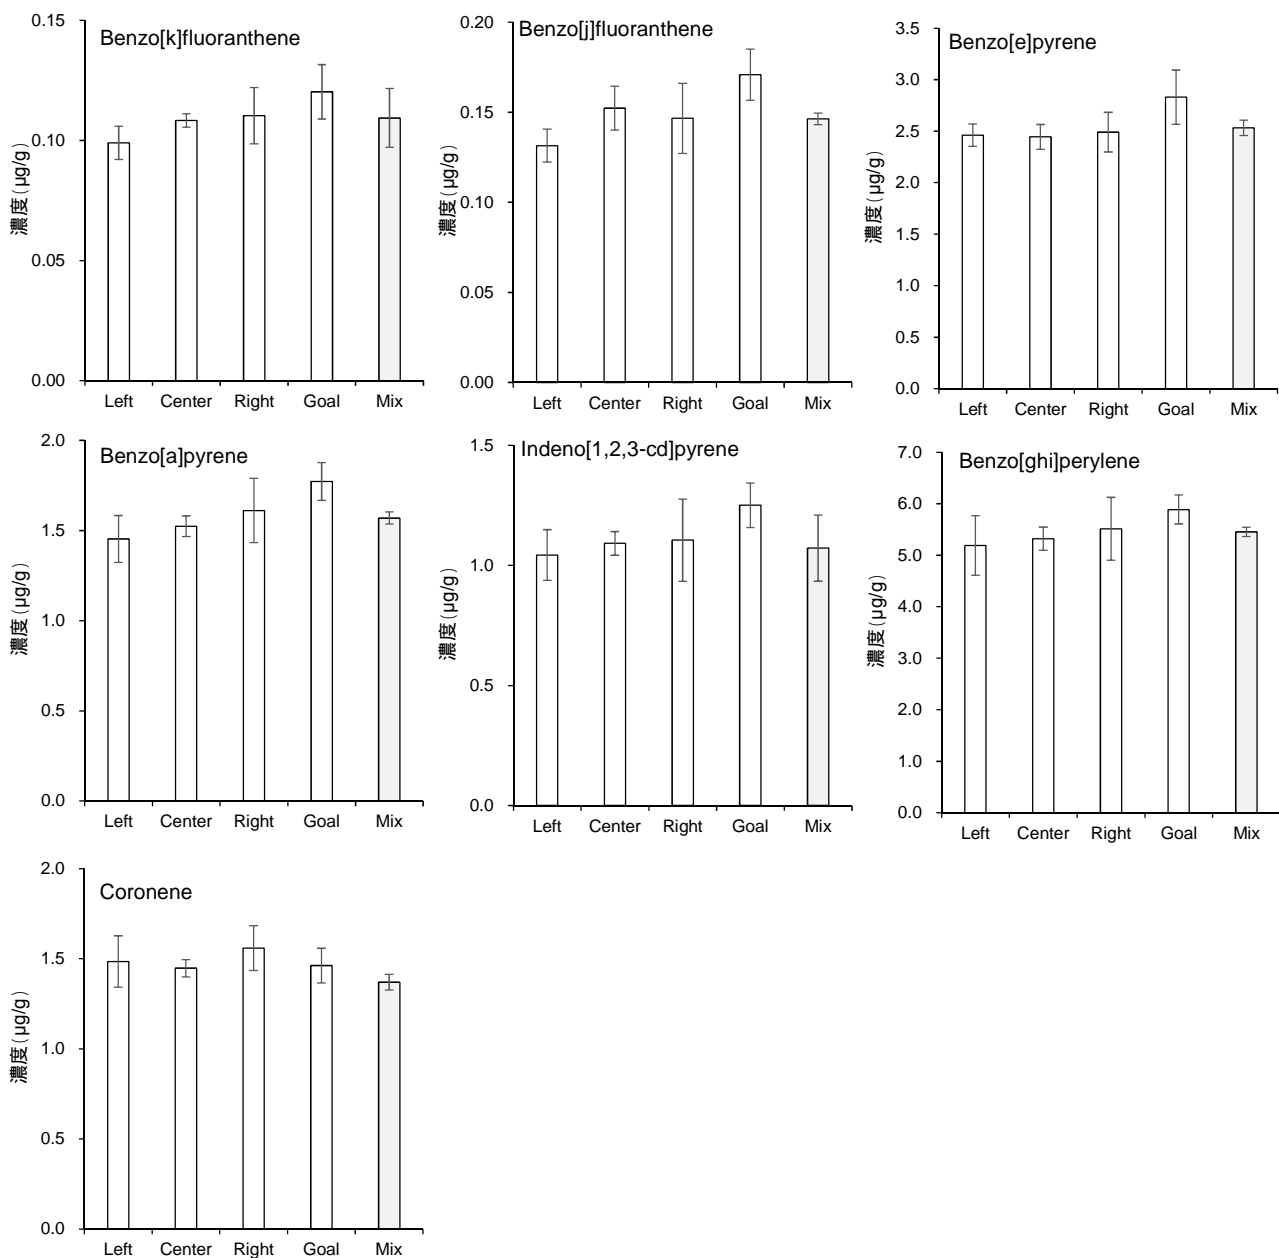 Benzo[k]fluoranthene
濃度(µg/g)
0.15
0.10
0.05
0.00
Left Center Right Goal Mix
Benzo[j]fluoranthene
濃度(µg/g)
0.20
0.15
0.10
0.05
0.00
Left Center Right Goal Mix
Benzo[e]pyrene
濃度(µg/g)
3.5
3.0
2.5
2.0
1.5
1.0
0.5
0.0
Left Center Right Goal Mix
Benzo[a]pyrene
濃度(µg/g)
2.0
1.5
1.0
0.5
0.0
Left Center Right Goal Mix
Indeno[1,2,3-cd]pyrene
濃度(µg/g)
1.5
1.0
0.5
0.0
Left Center Right Goal Mix
Benzo[ghi]perylene
濃度(µg/g)
7.0
6.0
5.0
4.0
3.0
2.0
1.0
0.0
Left Center Right Goal Mix
Coronene
濃度(µg/g)
2.0
1.5
1.0
0.5
0.0
Left Center Right Goal Mix